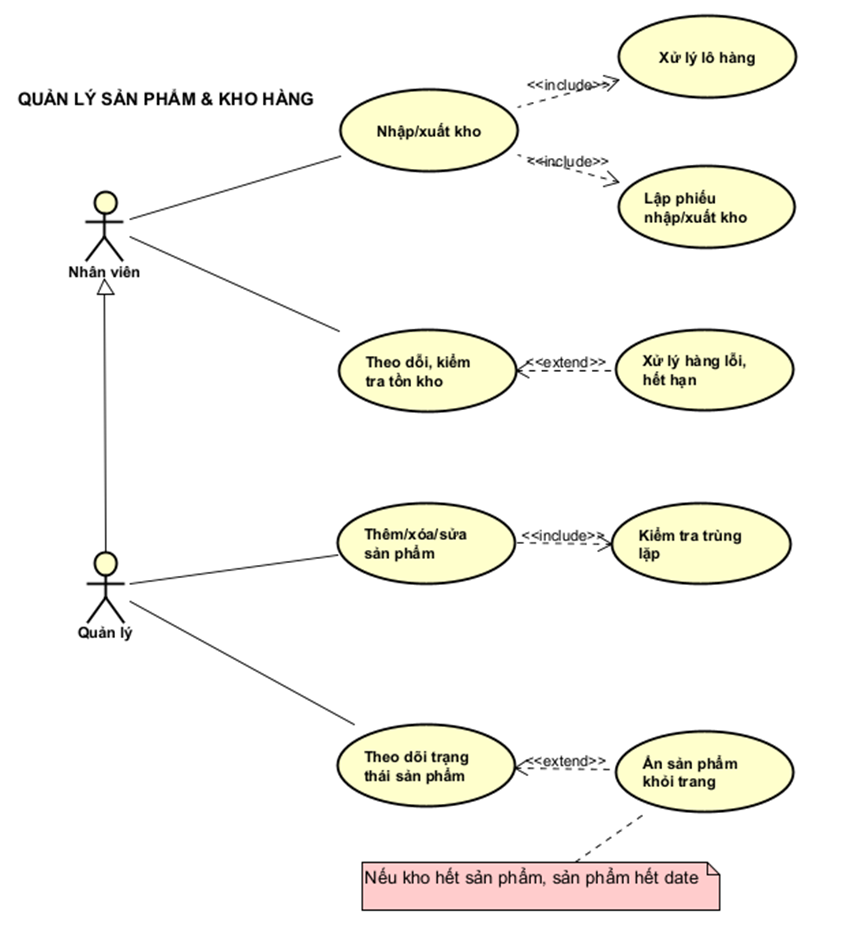 QUẢN LÝ SẢN PHẨM & KHO HÀNG
Nhập/xuất kho
<<include>>
Xử lý lô hàng
<<include>>
Lập phiếu
nhập/xuất kho
Nhân viên
Theo dõi, kiểm
tra tồn kho
<<extend>>
Xử lý hàng lỗi,
hết hạn
Thêm/xóa/sửa
sản phẩm
<<include>>
Kiểm tra trùng
lặp
Quản lý
Theo dõi trạng
thái sản phẩm
<<extend>>
Ẩn sản phẩm
khỏi trang
Nếu kho hết sản phẩm, sản phẩm hết date